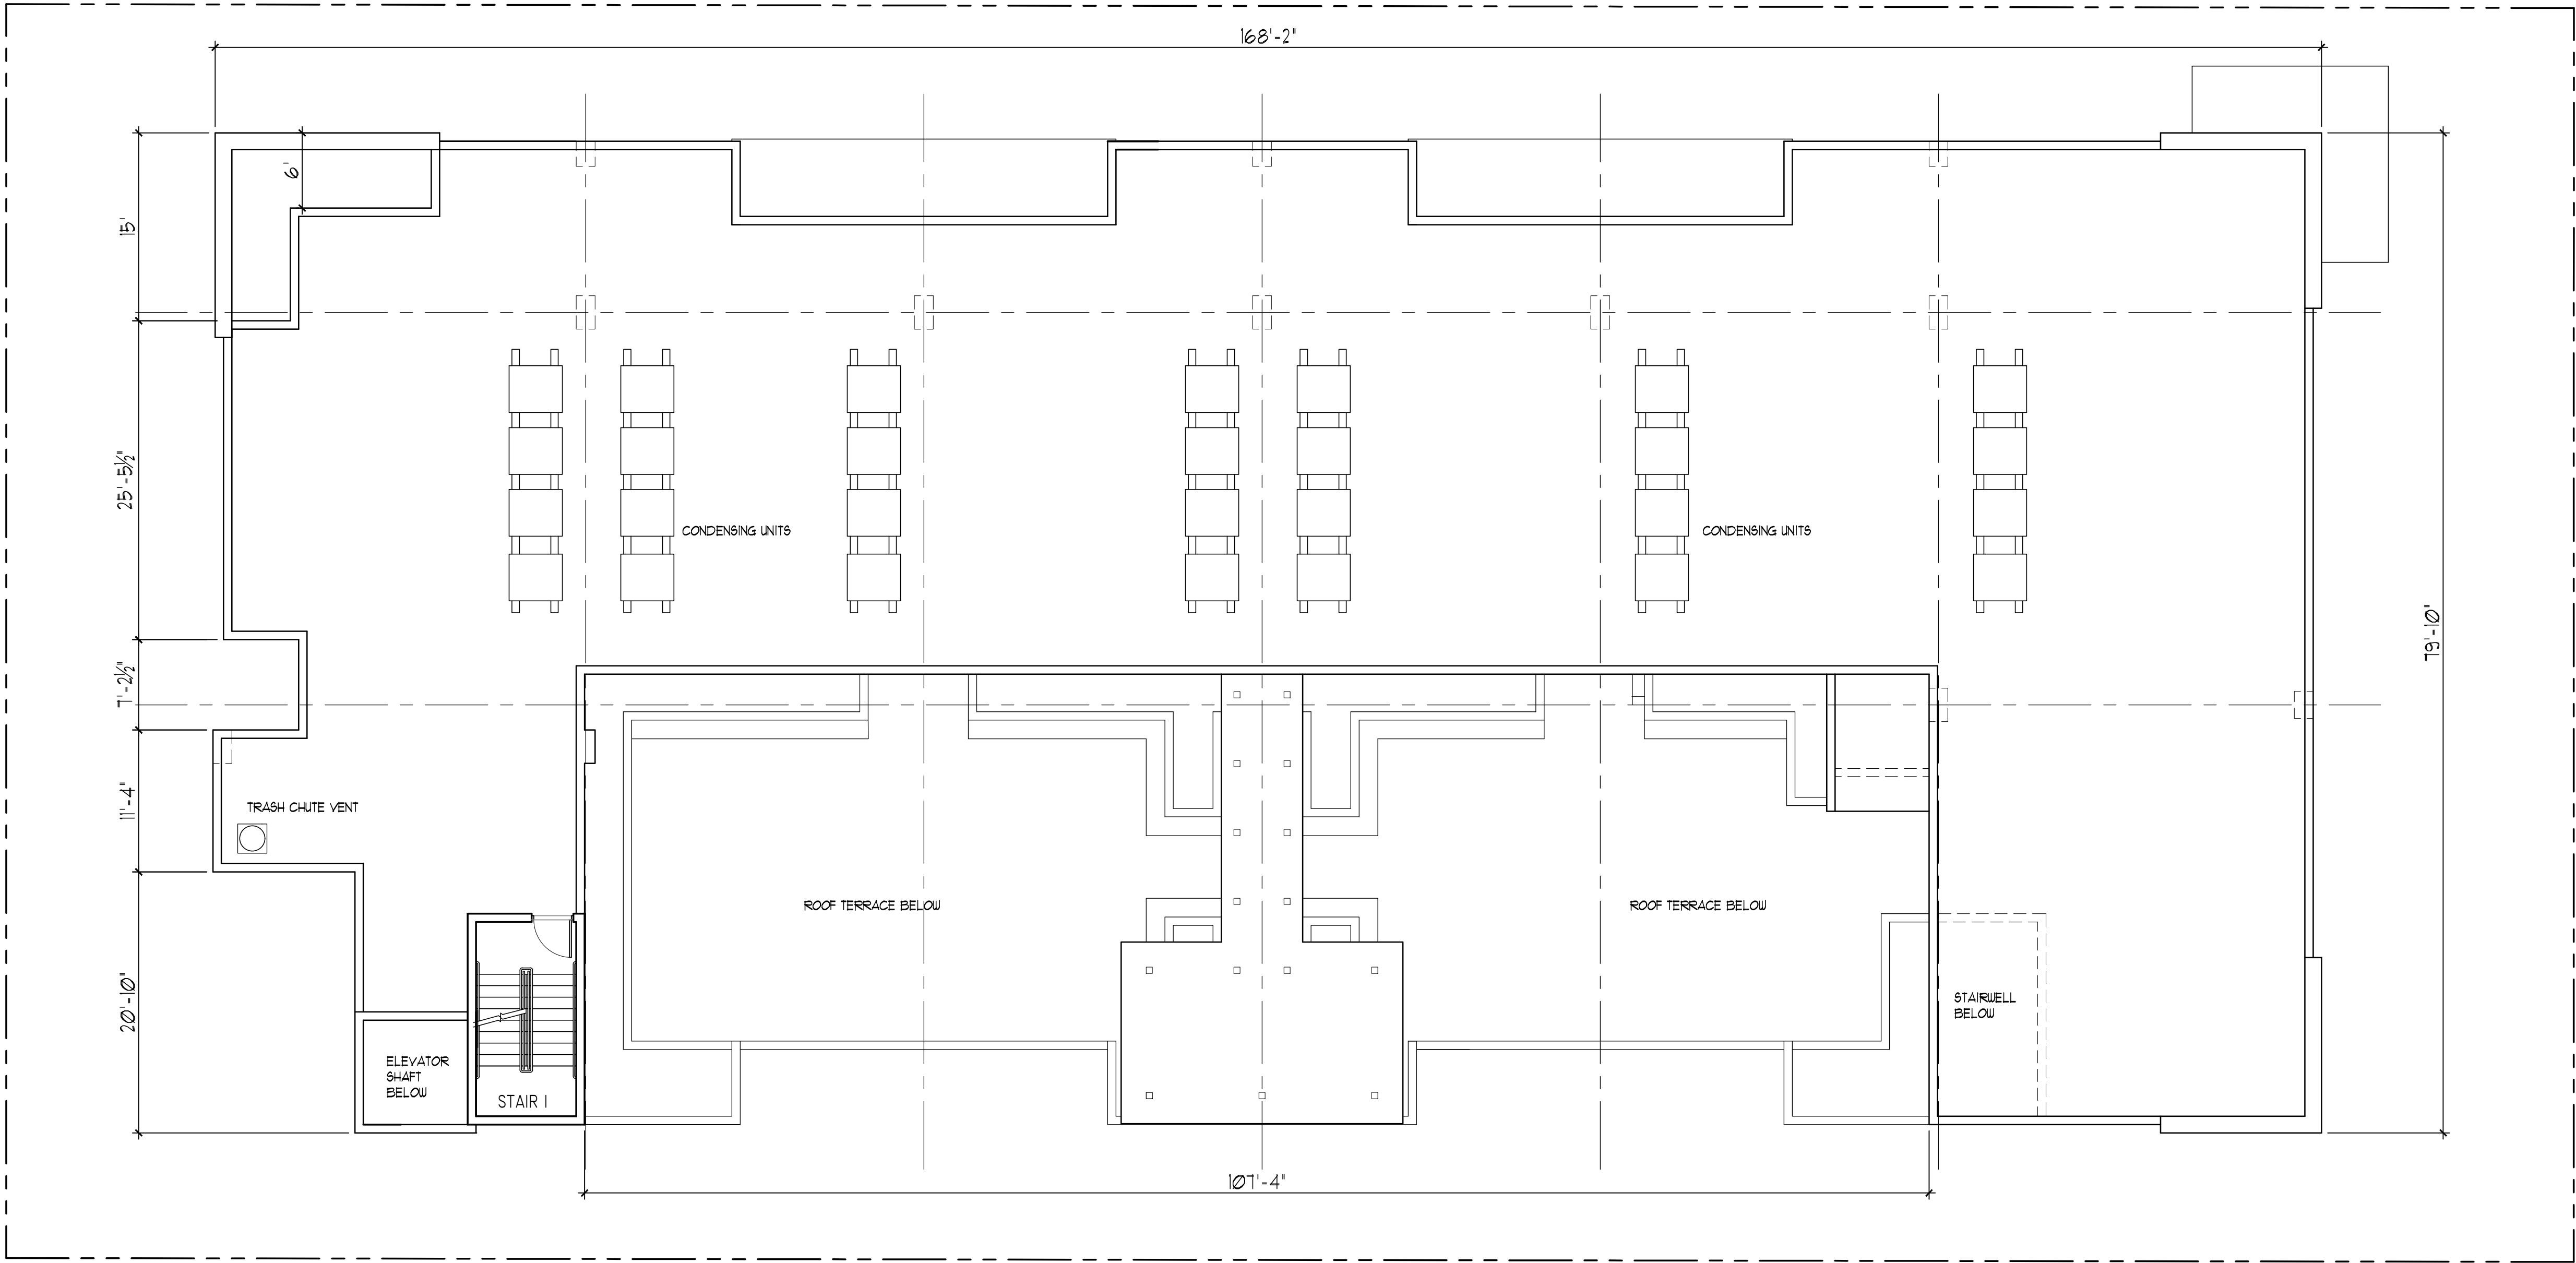 168'-2"
6'
15'
25'-5½"
CONDENSING UNITS
CONDENSING UNITS
79'-10"
7'-2½"
11'-4"
TRASH CHUTE VENT
ROOF TERRACE BELOW
ROOF TERRACE BELOW
20'-10"
STAIRWELL
BELOW
ELEVATOR
SHAFT
BELOW
STAIR 1
107'-4"